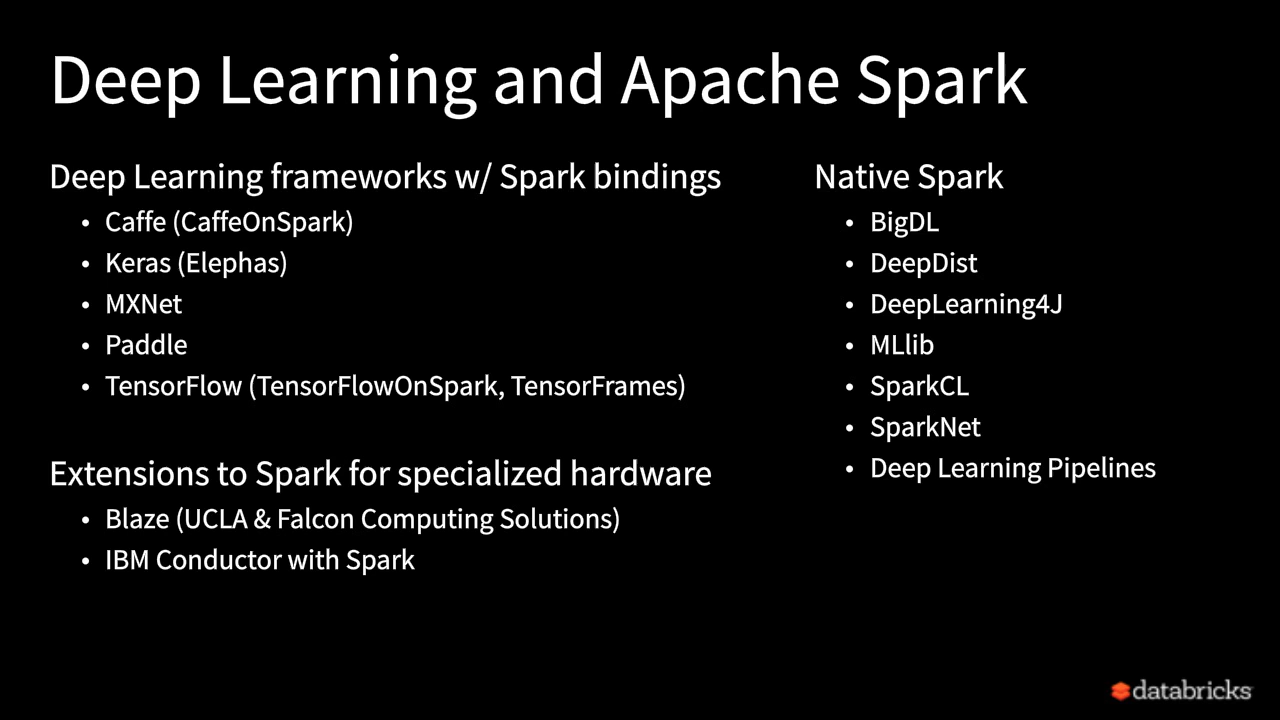 Deep Learning and Apache Spark
Deep Learning frameworks w/ Spark bindings
• Caffe (CaffeOnSpark)
• Keras (Elephas)
• MXNet
• Paddle
• TensorFlow (TensorFlowOnSpark, TensorFrames)
Extensions to Spark for specialized hardware
• Blaze (UCLA & Falcon Computing Solutions)
• IBM Conductor with Spark
Native Spark
• BigDL
• DeepDist
• DeepLearning4J
• MLlib
• SparkCL
• SparkNet
• Deep Learning Pipelines
databricks